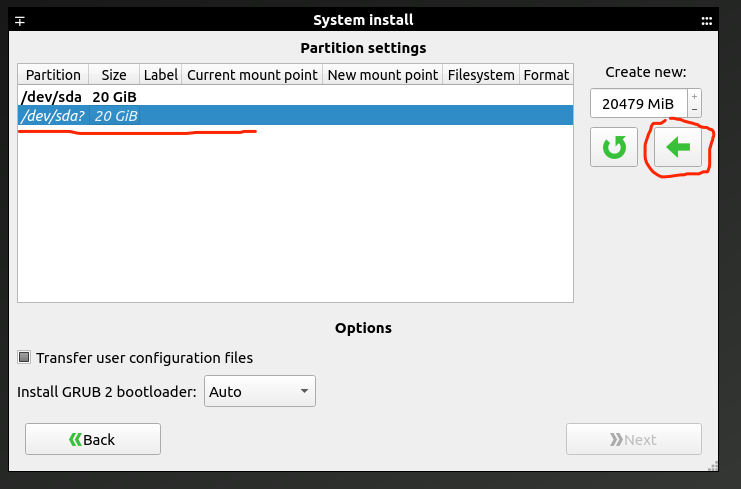 System install
Partition settings
Partition Size Label Current mount point New mount point Filesystem Format
/dev/sda 20 GiB
/dev/sda? 20 GiB
Create new:
20479 MiB
Options
Transfer user configuration files
Install GRUB 2 bootloader: Auto
Back
Next